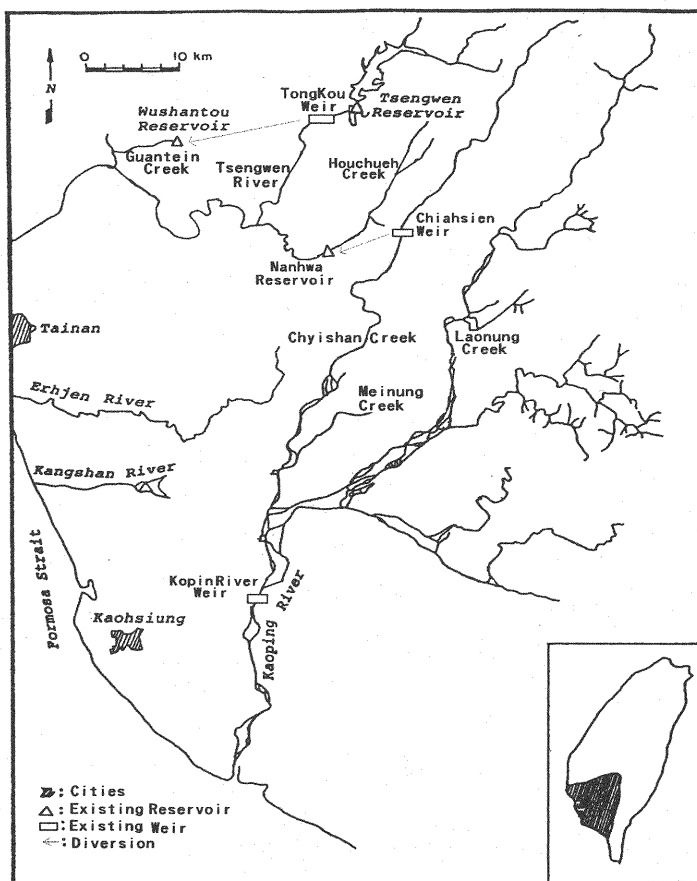 0 10 km
N
TongKou
Weir
Tsengwen
Reservoir
Wushantou
Reservoir
Guantein
Creek
Tsengwen
River
Houchueh
Creek
Chiahsien
Weir
Nanhwa
Reservoir
Tainan
Chyishan Creek
Laonung
Creek
Erhjen River
Meinung
Creek
Kangshan River
Formosa Strait
KopinRiver
Weir
Kaoping River
Kaohsiung
: Cities
: Existing Reservoir
: Existing Weir
: Diversion